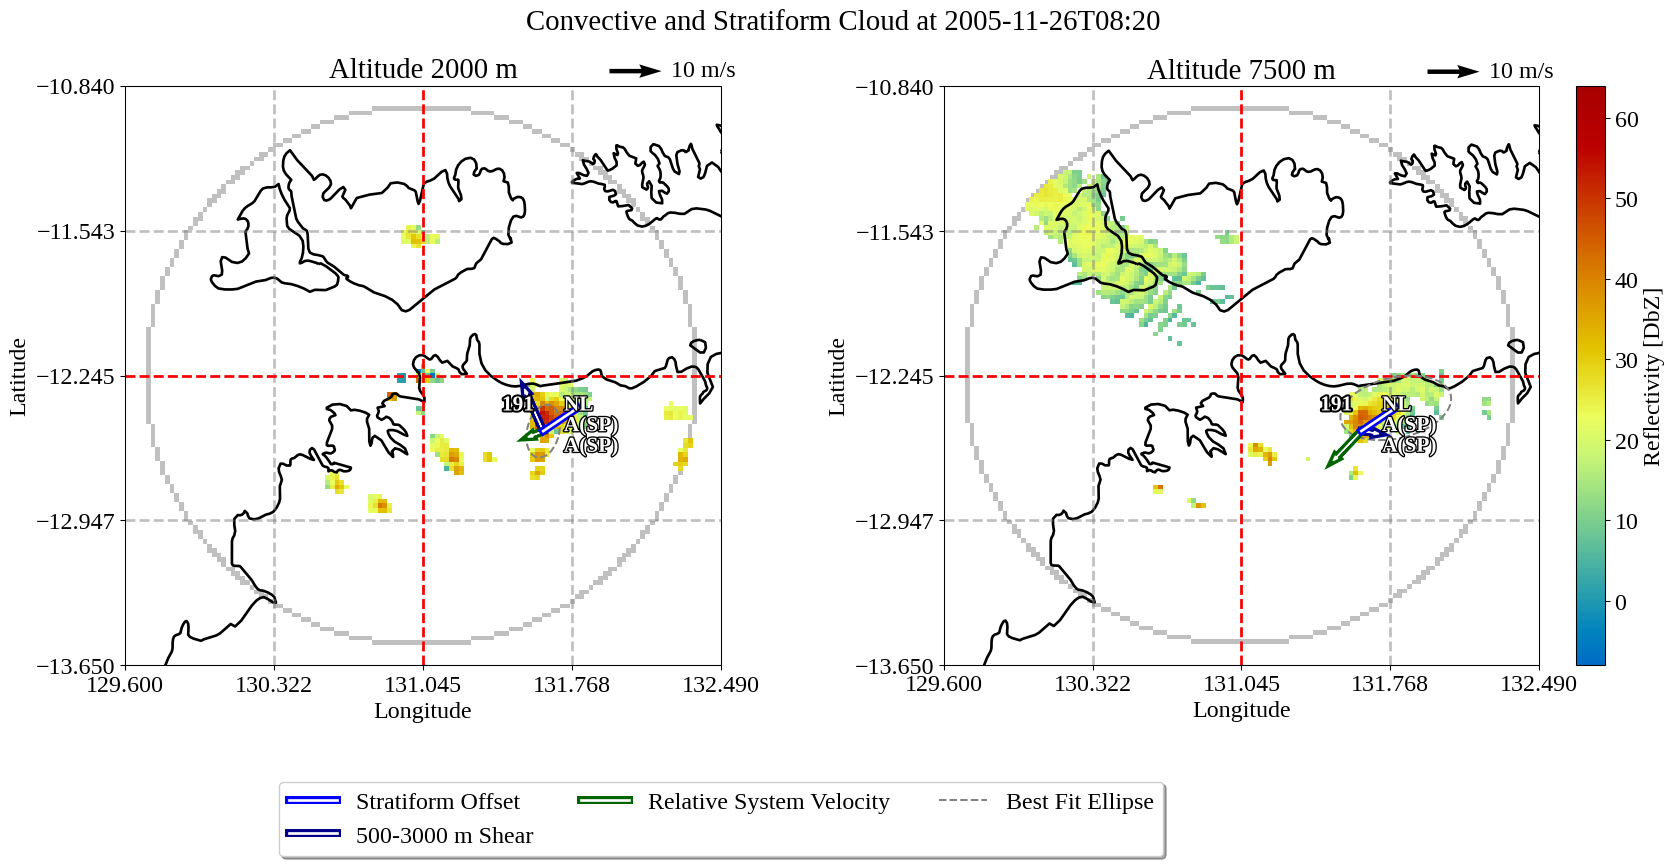 Convective and Stratiform Cloud at 2005-11-26T08:20
Altitude 2000 m
10 m/s
−10.840
−11.543
−12.245
−12.947
−13.650
129.600
130.322
131.045
131.768
132.490
Latitude
Longitude
191
NL
A(SP)
A(SP)
Altitude 7500 m
10 m/s
−10.840
−11.543
−12.245
−12.947
−13.650
129.600
130.322
131.045
131.768
132.490
Latitude
Longitude
191
NL
A(SP)
A(SP)
60
50
40
30
20
10
0
Reflectivity [DbZ]
Stratiform Offset
500-3000 m Shear
Relative System Velocity
Best Fit Ellipse